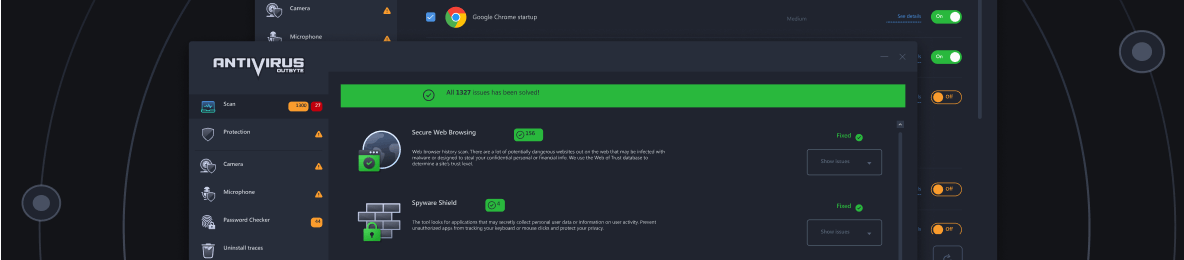 Camera
Google Chrome startup
Medium
See details
On
Microphone
ANTIVIRUS
OUTBYTE
On
All 1327 issues has been solved!
Scan
1300
27
Off
Protection
Secure Web Browsing
156
Fixed
Web browser history scan. There are a lot of potentially dangerous websites out on the web that may be infected with
malware or designed to steal your confidential personal or financial info. We use the Web of Trust database to
determine a site's trust level.
Show issues
Camera
Microphone
Off
Spyware Shield
Fixed
Password Checker
44
The tool looks for applications that may secretly collect personal user data or information on user activity. Prevent
unauthorized apps from tracking your keyboard or mouse clicks and protect your privacy.
Show issues
Off
Uninstall traces